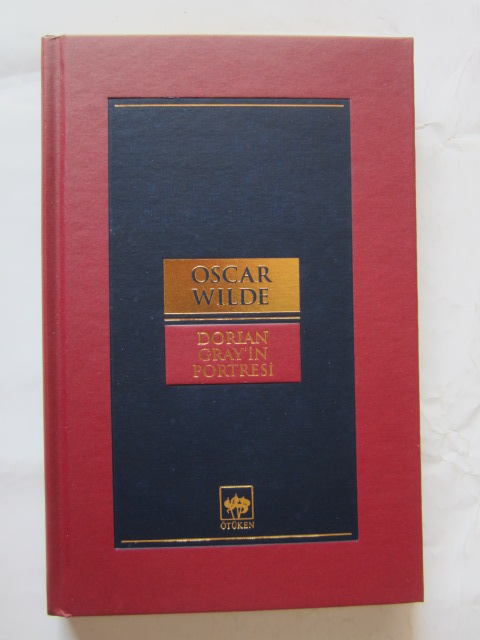 OSCAR
WILDE
DORIAN
GRAY'İN
PORTRESİ
ÖTÜKEN